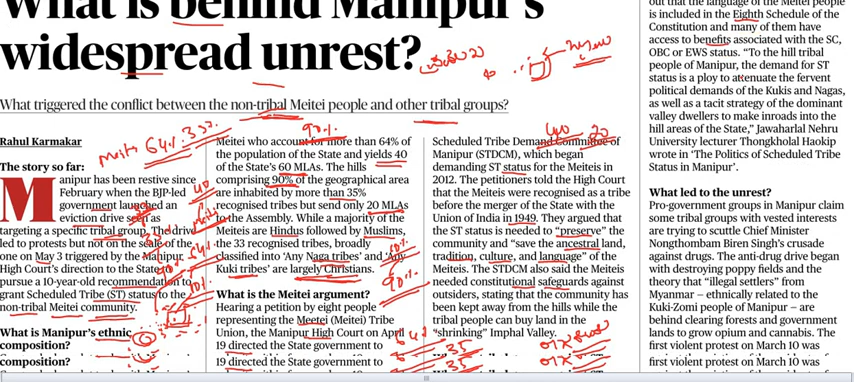 What is behind Manipur's
widespread unrest?
What triggered the conflict between the non-tribal Meitei people and other tribal groups?
Rahul Karmakar
The story so far:
Manipur has been restive since
February when the BJP-led
government launched an
eviction drive seen as
targeting a specific tribal group. The drive
led to protests but not on the scale of the
one on May 3 triggered by the Manipur
High Court's direction to the State
pursue a 10-year-old recommendation to
grant Scheduled Tribe (ST) status to the
non-tribal Meitei community.
What is Manipur's ethnic
composition?
composition?
Meitei who account for more than 64% of
the population of the State and yields 40
of the State's 60 MLAs. The hills
comprising 90% of the geographical area
are inhabited by more than 35%
recognised tribes but send only 20 MLAs
to the Assembly. While a majority of the
Meiteis are Hindus followed by Muslims,
the 33 recognised tribes, broadly
classified into 'Any Naga tribes' and 'Any
Kuki tribes' are largely Christians.
What is the Meitei argument?
Hearing a petition by eight people
representing the Meetei (Meitei) Tribe
Union, the Manipur High Court on April
19 directed the State government to
19 directed the State government to
Scheduled Tribe Demand Committee of
Manipur (STDCM), which began
demanding ST status for the Meiteis in
2012. The petitioners told the High Court
that the Meiteis were recognised as a tribe
before the merger of the State with the
Union of India in 1949. They argued that
the ST status is needed to "preserve" the
community and "save the ancestral land,
tradition, culture, and language" of the
Meiteis. The STDCM also said the Meiteis
needed constitutional safeguards against
outsiders, stating that the community has
been kept away from the hills while the
tribal people can buy land in the
"shrinking" Imphal Valley.
out that the language of the Meitei people
is included in the Eighth Schedule of the
Constitution and many of them have
access to benefits associated with the SC,
OBC or EWS status. "To the hill tribal
people of Manipur, the demand for ST
status is a ploy to attenuate the fervent
political demands of the Kukis and Nagas,
as well as a tacit strategy of the dominant
valley dwellers to make inroads into the
hill areas of the State," Jawaharlal Nehru
University lecturer Thongkholal Haokip
wrote in 'The Politics of Scheduled Tribe
Status in Manipur'.
What led to the unrest?
Pro-government groups in Manipur claim
some tribal groups with vested interests
are trying to scuttle Chief Minister
Nongthombam Biren Singh's crusade
against drugs. The anti-drug drive began
with destroying poppy fields and the
theory that "illegal settlers" from
Myanmar – ethnically related to the
Kuki-Zomi people of Manipur – are
behind clearing forests and government
lands to grow opium and cannabis. The
first violent protest on March 10 was
first violent protest on March 10 was
meitei 64% 33%
90%
40
20
90%
64%
35
35